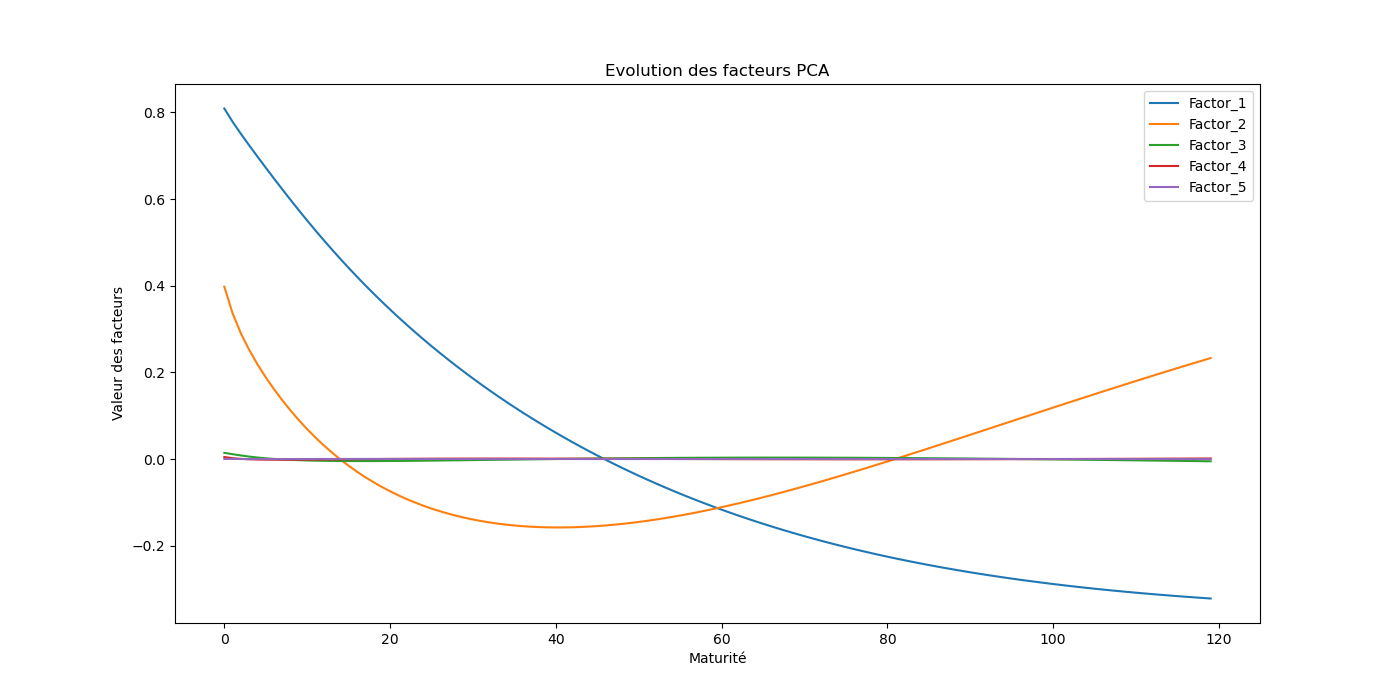 Evolution des facteurs PCA
Factor_1
Factor_2
Factor_3
Factor_4
Factor_5
Valeur des facteurs
0.8
0.6
0.4
0.2
0.0
−0.2
0 20 40 60 80 100 120
Maturité